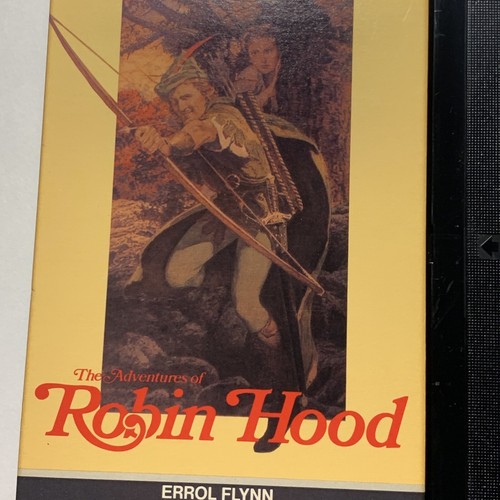 The Adventures of
Robin Hood
ERROL FLYNN